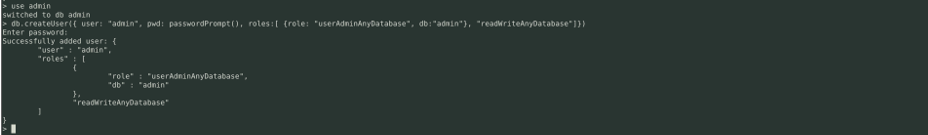 > use admin
switched to db admin
> db.createUser({ user: "admin", pwd: passwordPrompt(), roles:[ {role: "userAdminAnyDatabase", db:"admin"}, "readWriteAnyDatabase"]})
Enter password:
Successfully added user: {
        "user" : "admin",
        "roles" : [
                {
                        "role" : "userAdminAnyDatabase",
                        "db" : "admin"
                },
                "readWriteAnyDatabase"
        ]
}
>